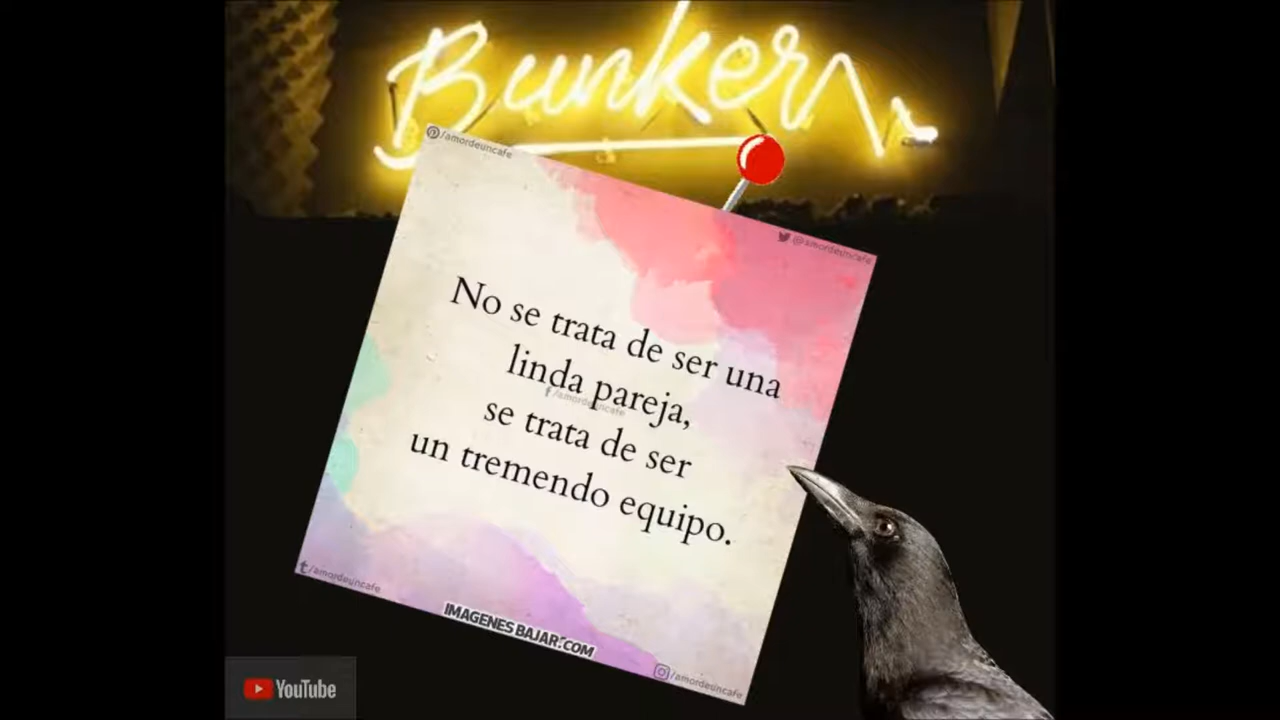 Bunker
/amordeuncafe
@amordeuncafe
No se trata de ser una
linda pareja,
/amordeuncafe
se trata de ser
un tremendo equipo.
/amordeuncafe
IMAGENES BAJAR.COM
/amordeuncafe
YouTube